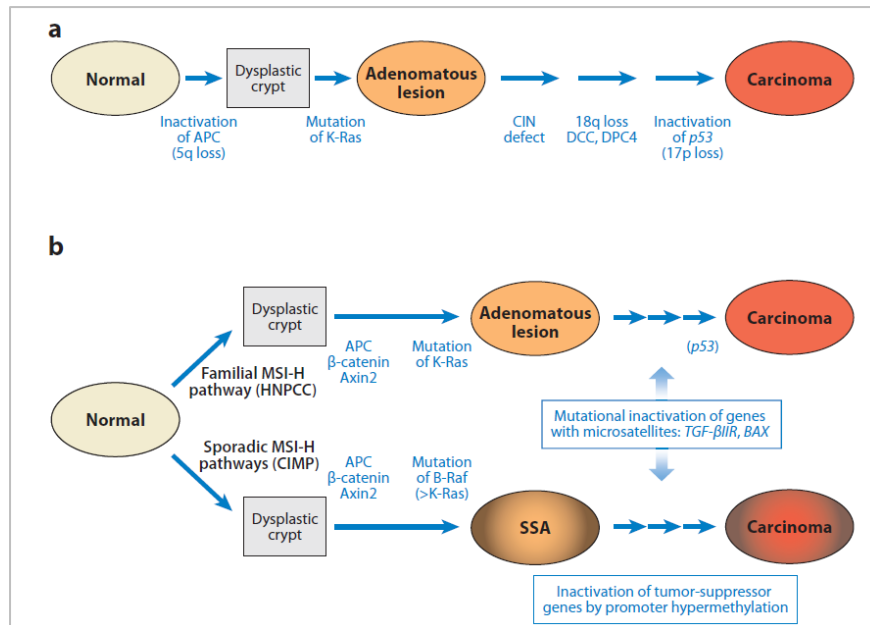 a
Normal
Dysplastic
crypt
Adenomatous
lesion
Carcinoma
Inactivation
of APC
(5q loss)
Mutation
of K-Ras
CIN
defect
18q loss
DCC, DPC4
Inactivation
of p53
(17p loss)
b
Normal
Familial MSI-H
pathway (HNPCC)
Dysplastic
crypt
APC
β-catenin
Axin2
Mutation
of K-Ras
Adenomatous
lesion
(p53)
Carcinoma
Mutational inactivation of genes
with microsatellites: TGF-βIIR, BAX
Sporadic MSI-H
pathways (CIMP)
Dysplastic
crypt
APC
β-catenin
Axin2
Mutation
of B-Raf
(>K-Ras)
SSA
Carcinoma
Inactivation of tumor-suppressor
genes by promoter hypermethylation